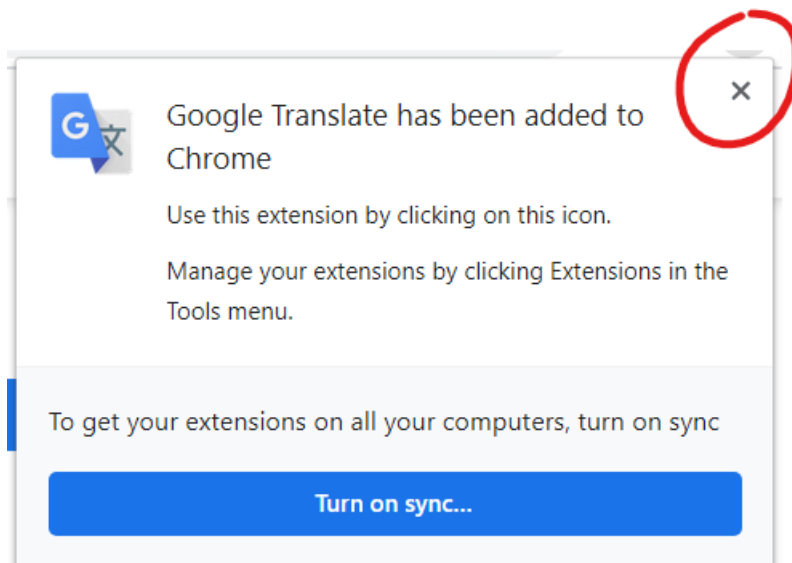 Google Translate has been added to
Chrome
Use this extension by clicking on this icon.
Manage your extensions by clicking Extensions in the
Tools menu.
To get your extensions on all your computers, turn on sync
Turn on sync...
G
文